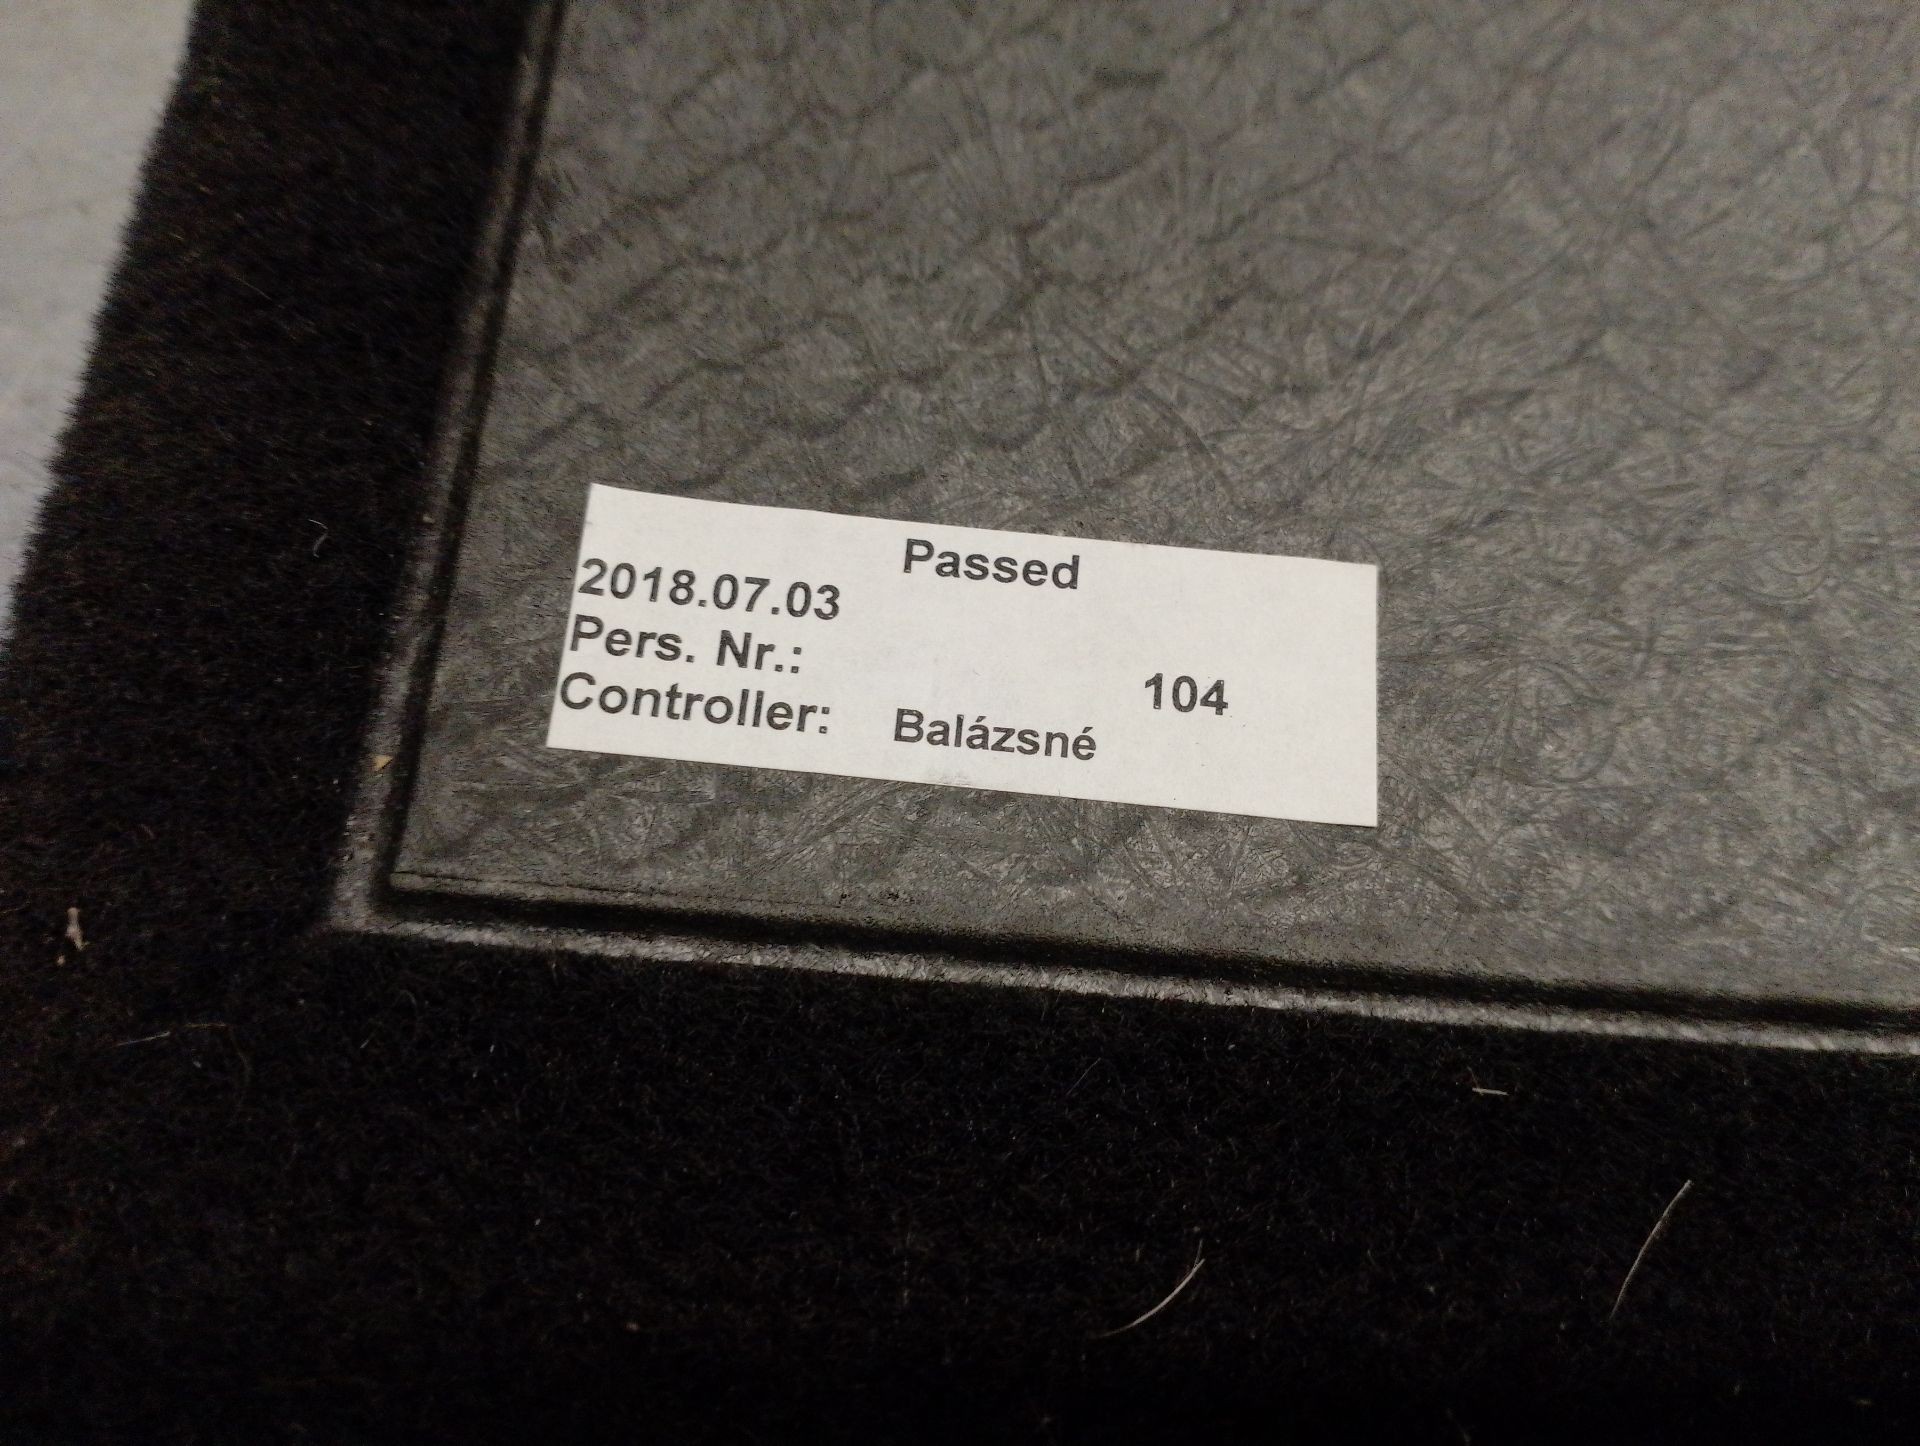 Passed
2018.07.03
Pers. Nr.: 104
Controller: Balázsné